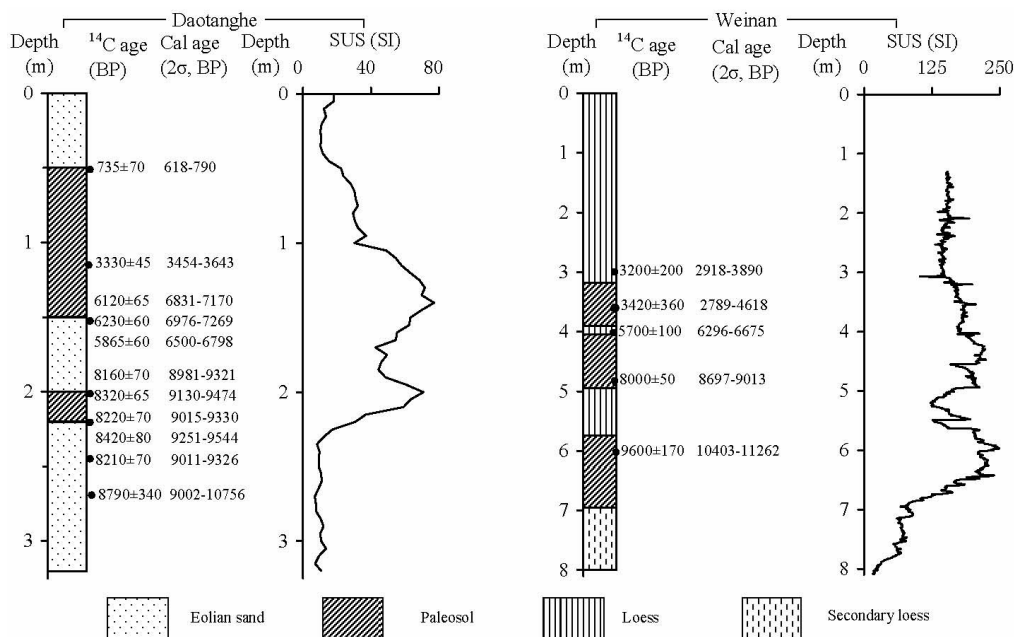 Daotanghe
Weinan
Depth (m)
¹⁴C age (BP)
Cal age (2σ, BP)
Depth (m)
SUS (SI)
40 80
0
1
2
3
735±70 618-790
3330±45 3454-3643
6120±65 6831-7170
6230±60 6976-7269
5865±60 6500-6798
8160±70 8981-9321
8320±65 9130-9474
8220±70 9015-9330
8420±80 9251-9544
8210±70 9011-9326
8790±340 9002-10756
0
1
2
3
Depth (m)
¹⁴C age (BP)
Cal age (2σ, BP)
Depth (m)
SUS (SI)
125 250
0
1
2
3
4
5
6
7
8
3200±200 2918-3890
3420±360 2789-4618
5700±100 6296-6675
8000±50 8697-9013
9600±170 10403-11262
0
1
2
3
4
5
6
7
8
Eolian sand
Paleosol
Loess
Secondary loess